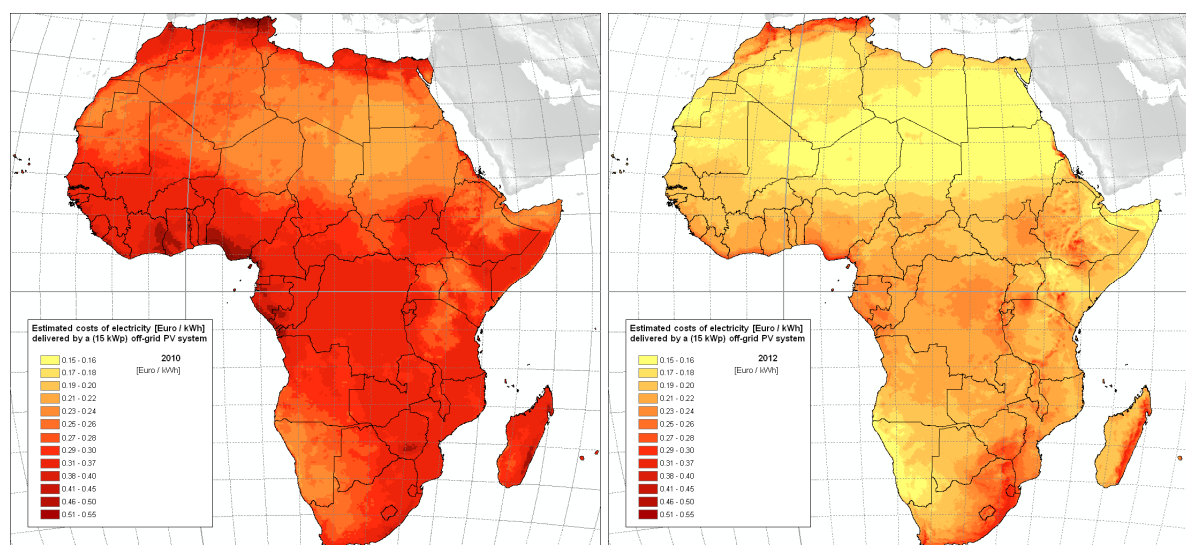 Estimated costs of electricity [Euro / kWh]
delivered by a (15 kWp) off-grid PV system
2010
[Euro / kWh]
0.15 - 0.16
0.17 - 0.18
0.19 - 0.20
0.21 - 0.22
0.23 - 0.24
0.25 - 0.26
0.27 - 0.28
0.29 - 0.30
0.31 - 0.37
0.38 - 0.40
0.41 - 0.45
0.46 - 0.50
0.51 - 0.55
Estimated costs of electricity [Euro / kWh]
delivered by a (15 kWp) off-grid PV system
2012
[Euro / kWh]
0.15 - 0.16
0.17 - 0.18
0.19 - 0.20
0.21 - 0.22
0.23 - 0.24
0.25 - 0.26
0.27 - 0.28
0.29 - 0.30
0.31 - 0.37
0.38 - 0.40
0.41 - 0.45
0.46 - 0.50
0.51 - 0.55